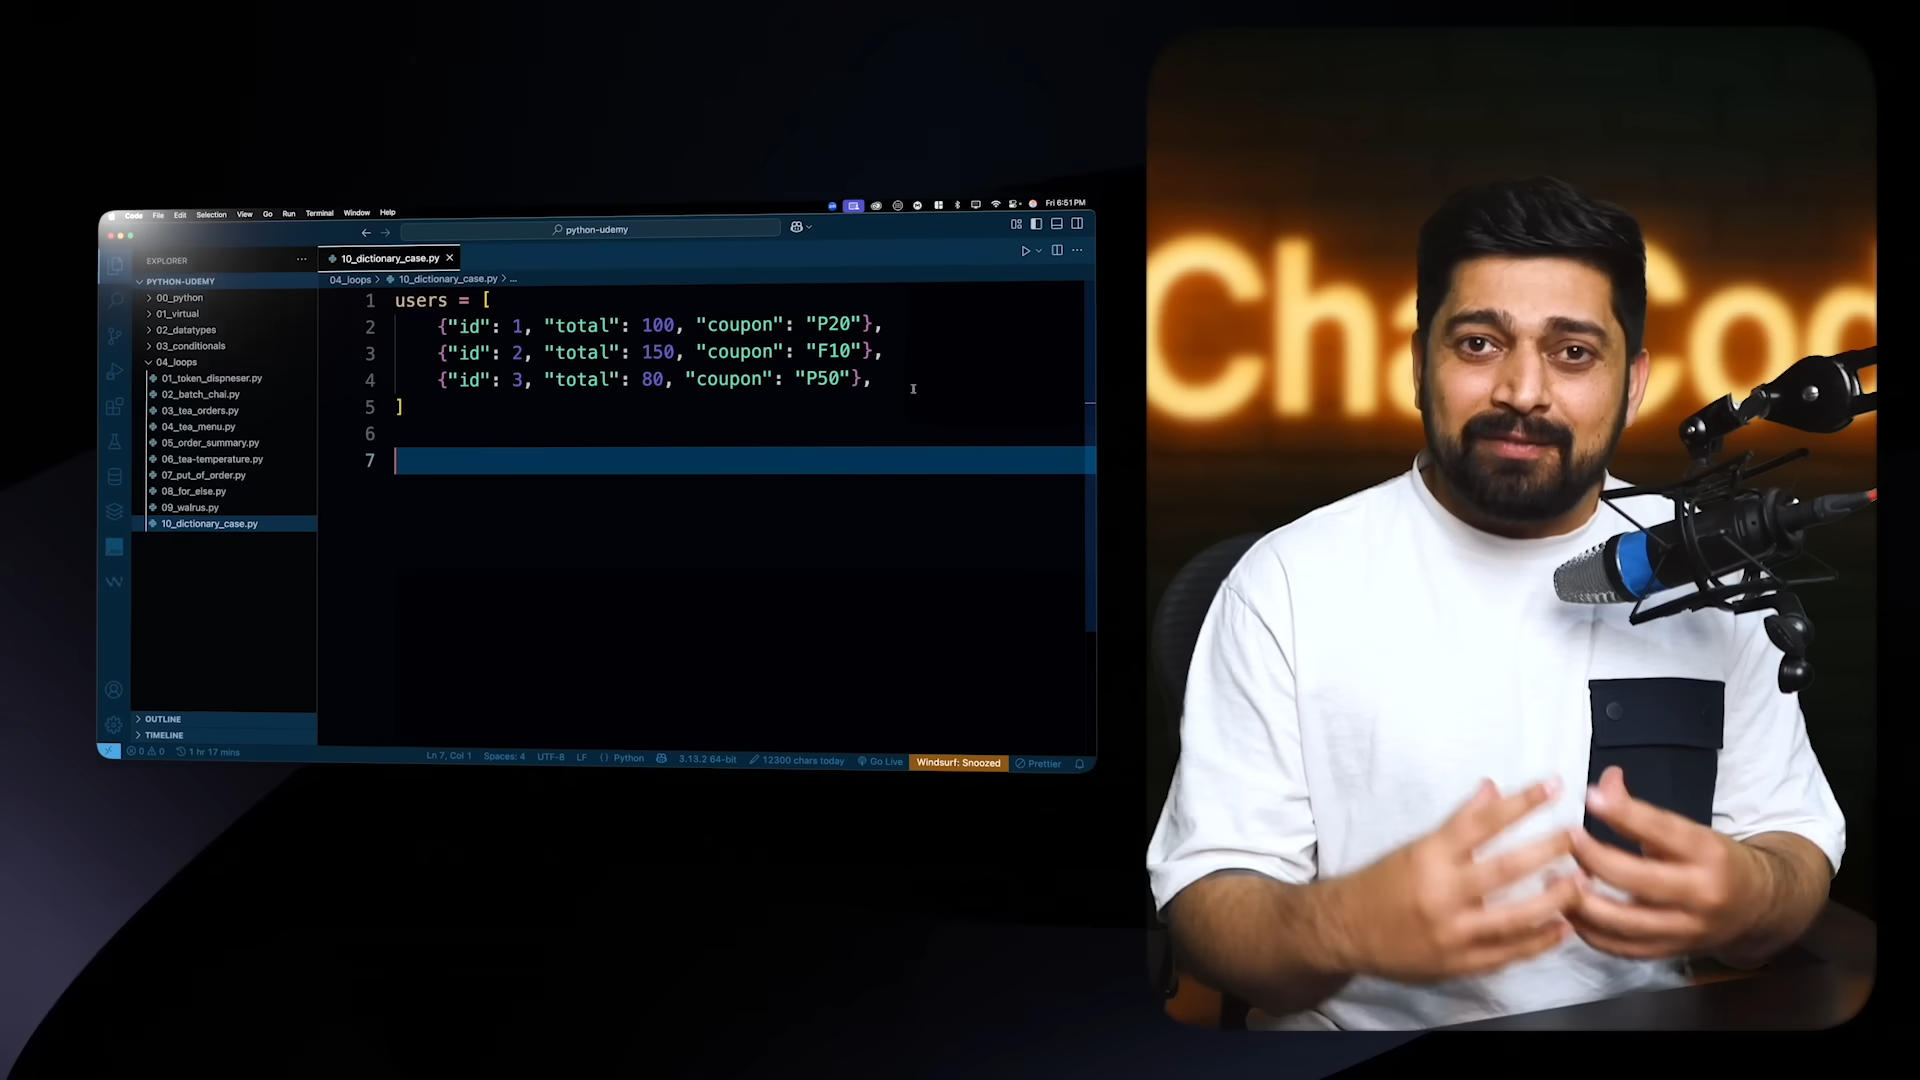 Code File Edit Selection View Go Run Terminal Window Help
Fri 6:51 PM
python-udemy
EXPLORER
10_dictionary_case.py
PYTHON-UDEMY
04_loops > 10_dictionary_case.py > ...
00_python
01_virtual
02_datatypes
03_conditionals
04_loops
01_token_dispneser.py
02_batch_chai.py
03_tea_orders.py
04_tea_menu.py
05_order_summary.py
06_tea-temperature.py
07_put_of_order.py
08_for_else.py
09_walrus.py
10_dictionary_case.py
1 users = [
2 {"id": 1, "total": 100, "coupon": "P20"},
3 {"id": 2, "total": 150, "coupon": "F10"},
4 {"id": 3, "total": 80, "coupon": "P50"},
5 ]
6
7
OUTLINE
TIMELINE
0 0 1 hr 17 mins
Ln 7, Col 1 Spaces: 4 UTF-8 LF { } Python 3.13.2 64-bit 12300 chars today Go Live Windsurf: Snoozed Prettier
Cha Cod